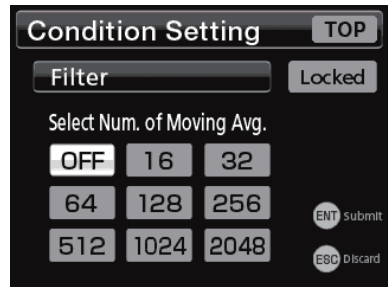 Condition Setting TOP
Filter Locked
Select Num. of Moving Avg.
OFF 16 32
64 128 256
ENT Submit
512 1024 2048
ESC Discard